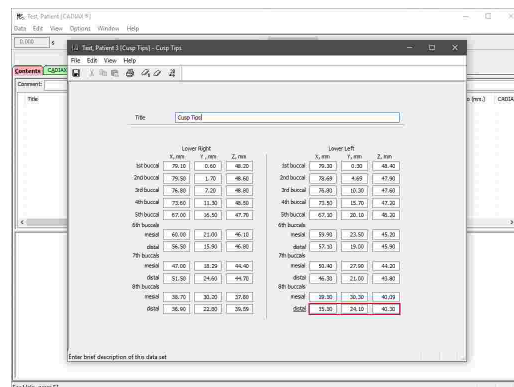 Test, Patient (CADIAX ®)
Data Edit View Options Window Help
0.000 s
Test, Patient 3 [Cusp Tips] - Cusp Tips
File Edit View Help
Contents CADIAX
Comment:
Title
Title Cusp Tips
(mm.) CADIA
Lower Right Lower Left
X, mm Y, mm Z, mm X, mm Y, mm Z, mm
1st buccal 79.10 0.60 48.20 1st buccal 79.30 0.30 48.40
2nd buccal 79.50 1.70 48.60 2nd buccal 78.69 4.69 47.90
3rd buccal 76.80 7.20 48.80 3rd buccal 76.80 10.30 47.60
4th buccal 73.60 11.30 48.50 4th buccal 73.50 15.70 47.20
5th buccal 67.00 16.50 47.70 5th buccal 67.10 20.10 46.20
6th buccals 6th buccals
mesial 60.00 21.00 46.10 mesial 59.90 23.50 45.20
distal 56.50 15.90 46.80 distal 57.10 19.00 45.90
7th buccals 7th buccals
mesial 47.00 18.29 44.40 mesial 50.40 27.90 44.20
distal 51.50 24.60 44.70 distal 46.30 21.00 43.80
8th buccals 8th buccals
mesial 38.70 30.20 37.80 mesial 39.30 30.30 40.09
distal 36.90 22.80 39.59 distal 35.30 24.10 40.30
Enter brief description of this data set